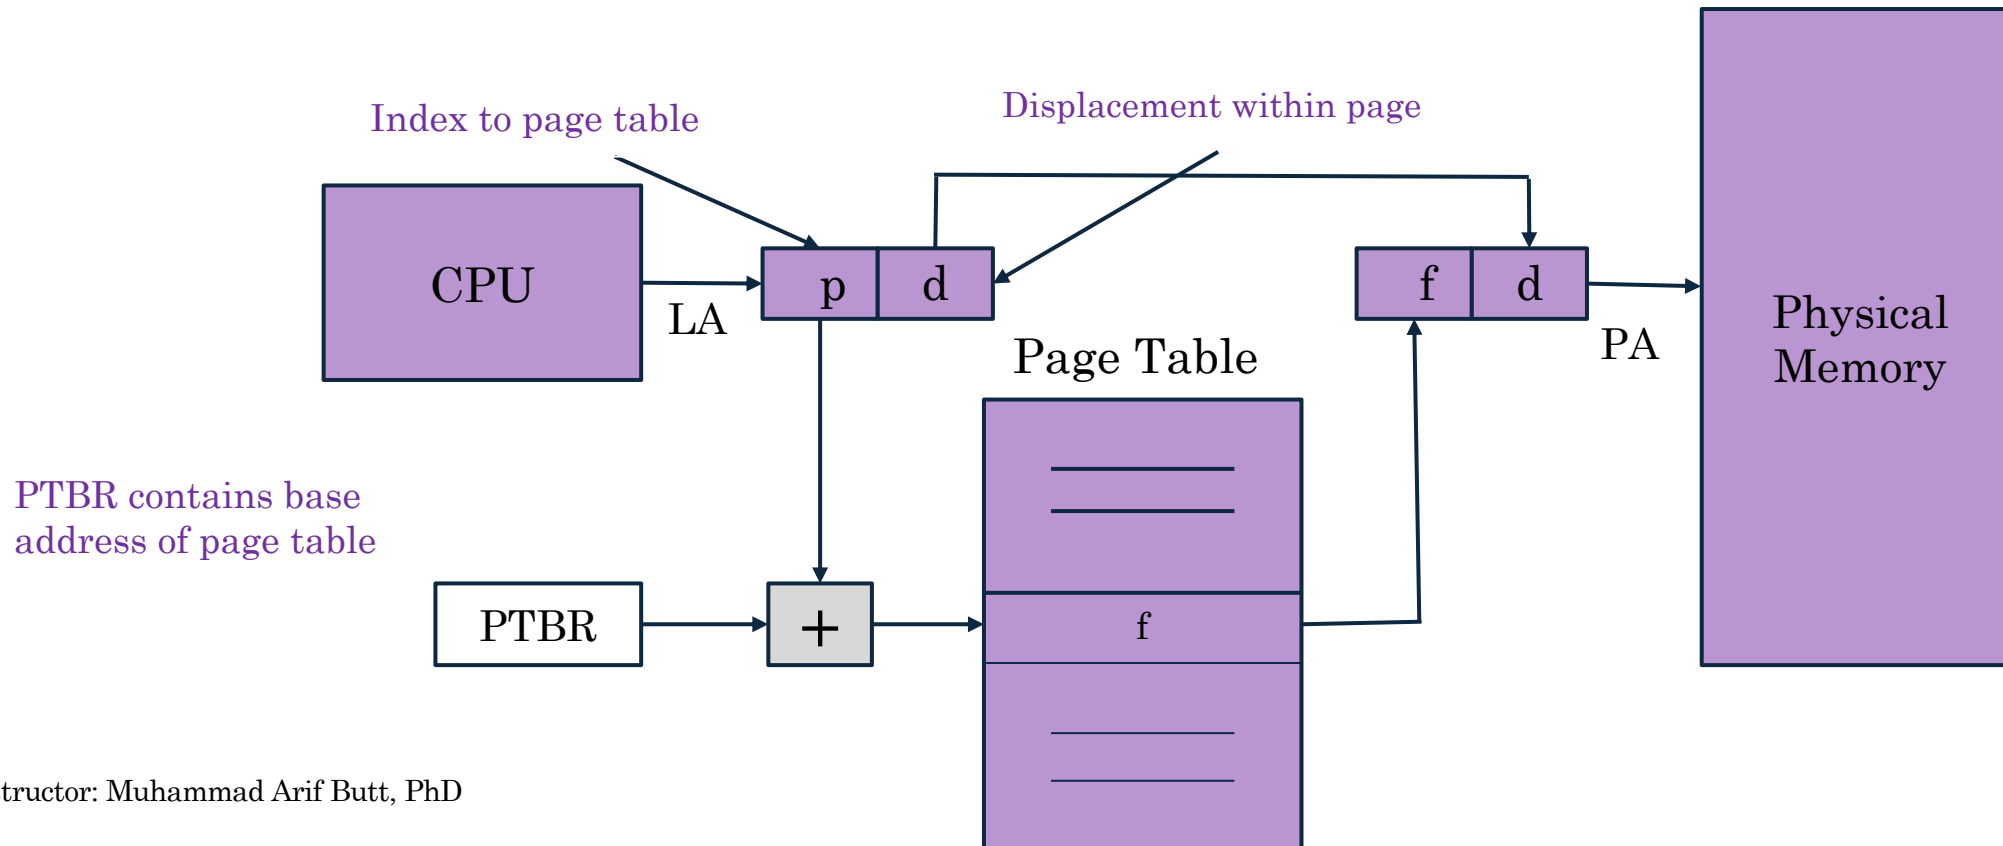 Index to page table
Displacement within page
CPU
LA
p
d
f
d
PA
Physical
Memory
Page Table
PTBR contains base
address of page table
PTBR
+
f
tructor: Muhammad Arif Butt, PhD